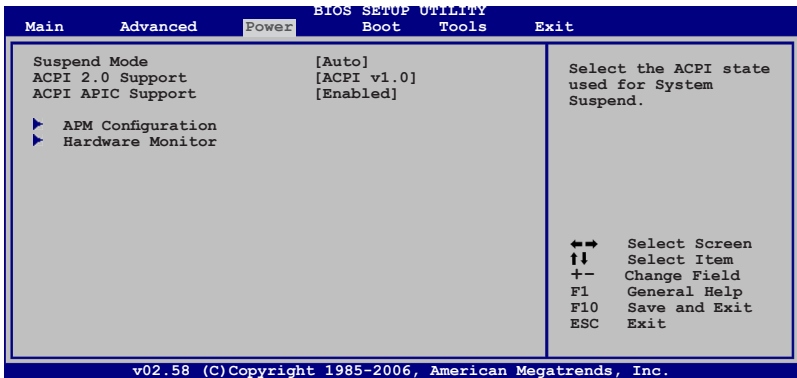 BIOS SETUP UTILITY
Main Advanced Power Boot Tools Exit
Suspend Mode [Auto]
ACPI 2.0 Support [ACPI v1.0]
ACPI APIC Support [Enabled]
APM Configuration
Hardware Monitor
Select the ACPI state
used for System
Suspend.
Select Screen
Select Item
+- Change Field
F1 General Help
F10 Save and Exit
ESC Exit
v02.58 (C)Copyright 1985-2006, American Megatrends, Inc.